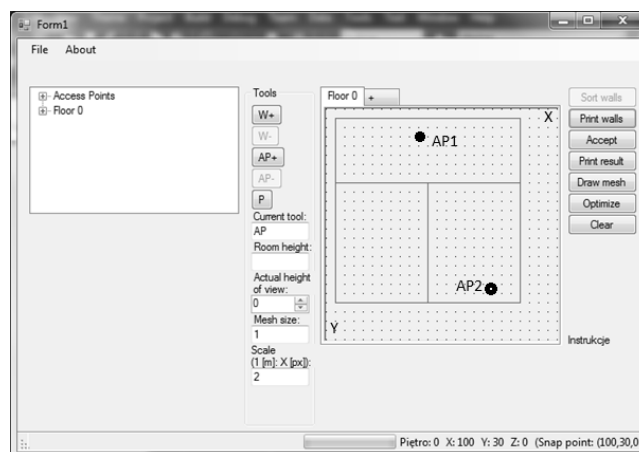 Form1
File About
Access Points
Floor 0
Tools
W+
W-
AP+
AP-
P
Current tool:
AP
Room height:
Actual height
of view:
0
Mesh size:
1
Scale
(1 [m]: X [px]):
2
Floor 0 +
X
AP1
AP2
Y
Sort walls
Print walls
Accept
Print result
Draw mesh
Optimize
Clear
Instrukcje
Piętro: 0 X: 100 Y: 30 Z: 0 (Snap point: (100,30,0